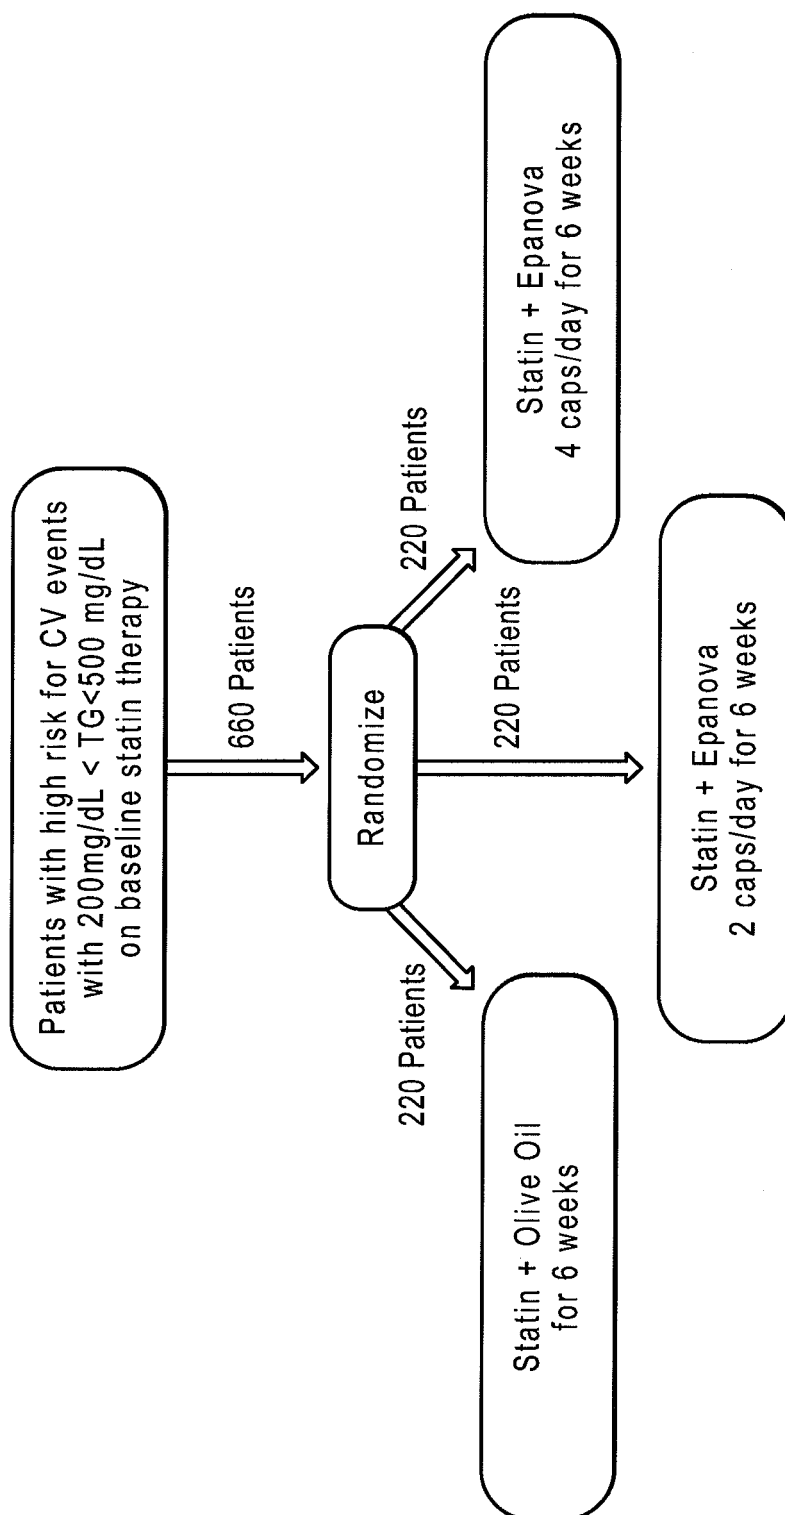 Patients with high risk for CV events
with 200mg/dL < TG<500 mg/dL
on baseline statin therapy
660 Patients
Randomize
220 Patients
220 Patients
220 Patients
Statin + Olive Oil
for 6 weeks
Statin + Epanova
2 caps/day for 6 weeks
Statin + Epanova
4 caps/day for 6 weeks